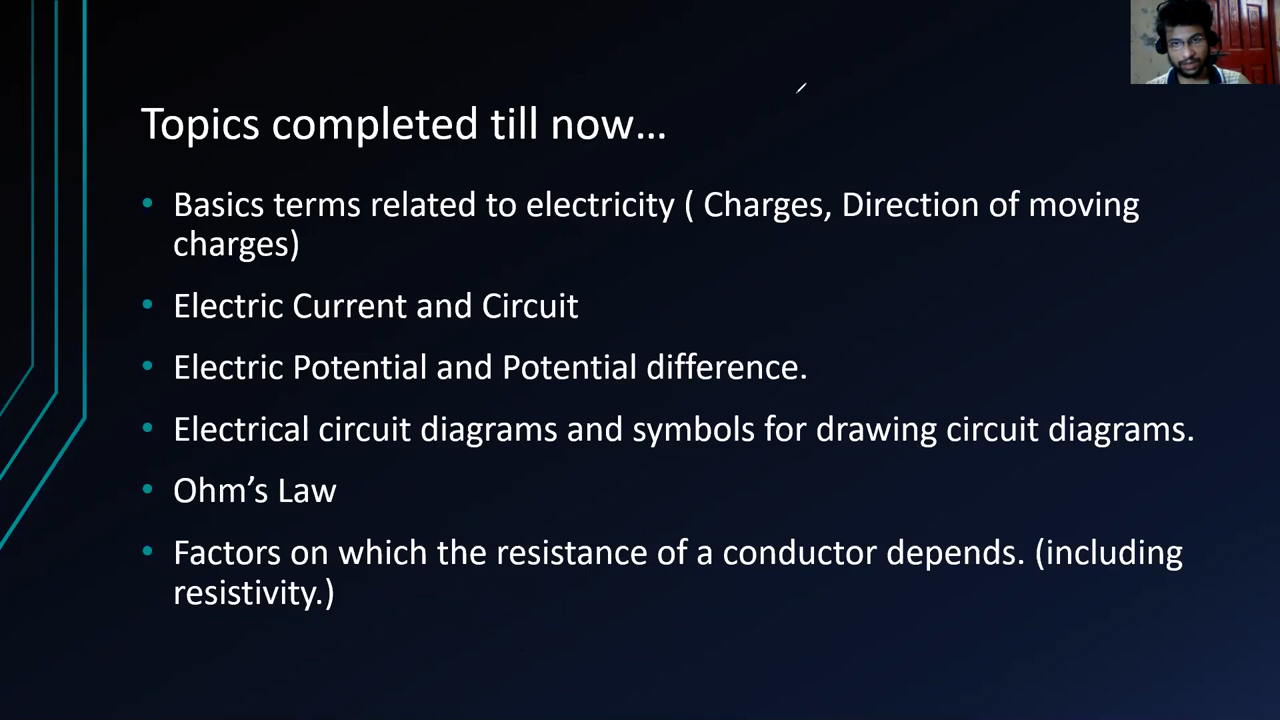 Topics completed till now…
• Basics terms related to electricity ( Charges, Direction of moving
charges)
• Electric Current and Circuit
• Electric Potential and Potential difference.
• Electrical circuit diagrams and symbols for drawing circuit diagrams.
• Ohm’s Law
• Factors on which the resistance of a conductor depends. (including
resistivity.)